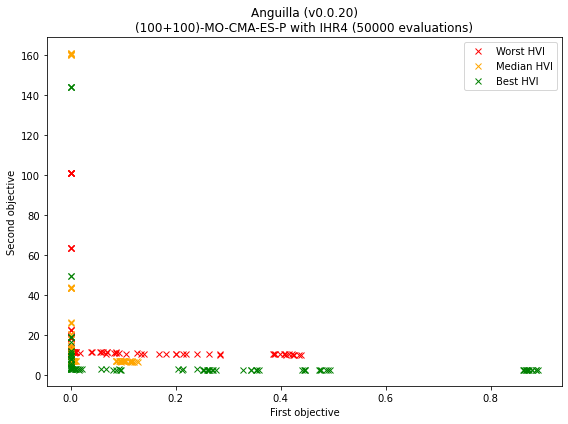 Anguilla (v0.0.20)
(100+100)-MO-CMA-ES-P with IHR4 (50000 evaluations)
Worst HVI
Median HVI
Best HVI
Second objective
160
140
120
100
80
60
40
20
0
0.0 0.2 0.4 0.6 0.8
First objective